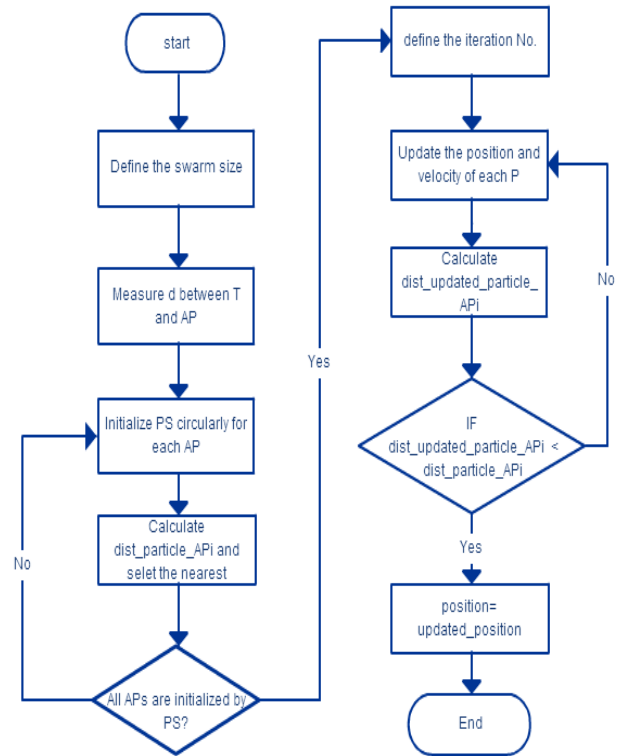 start
Define the swarm size
Measure d between T
and AP
Initialize PS circularly for
each AP
Calculate
dist_particle_APi and
selet the nearest
No
All APs are initialized by
PS?
Yes
define the iteration No.
Update the position and
velocity of each P
Calculate
dist_updated_particle_
APi
No
IF
dist_updated_particle_APi <
dist_particle_APi
Yes
position=
updated_position
End